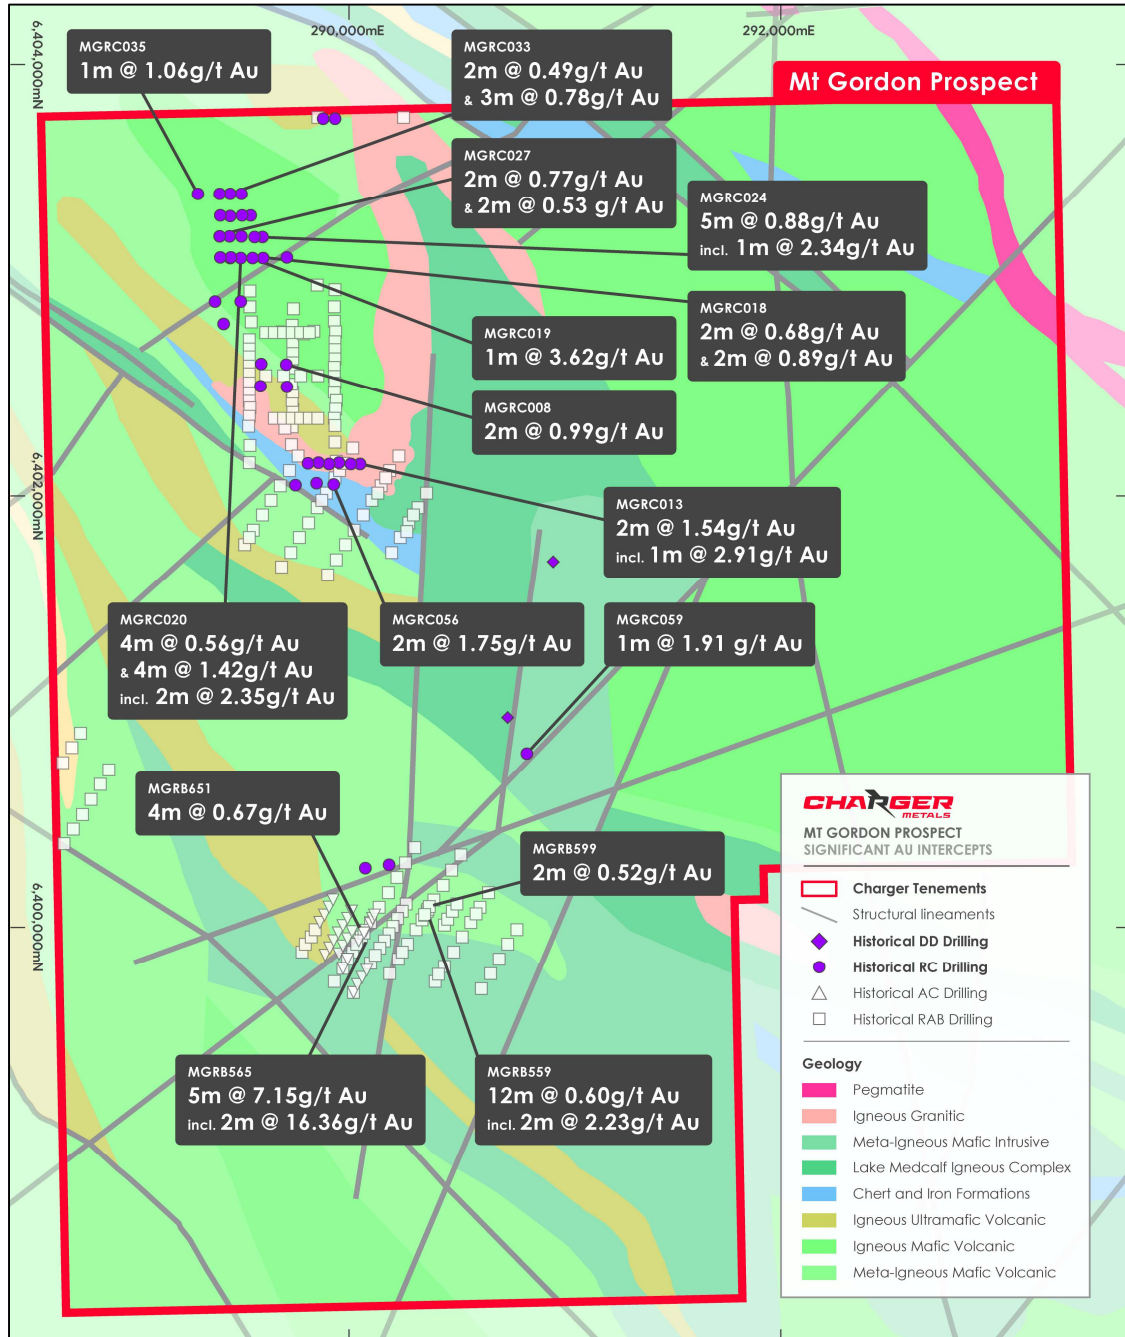 290,000mE
292,000mE
6,404,000mN
6,402,000mN
6,400,000mN
Mt Gordon Prospect
MGRC035
1m @ 1.06g/t Au
MGRC033
2m @ 0.49g/t Au
& 3m @ 0.78g/t Au
MGRC027
2m @ 0.77g/t Au
& 2m @ 0.53 g/t Au
MGRC024
5m @ 0.88g/t Au
incl. 1m @ 2.34g/t Au
MGRC018
2m @ 0.68g/t Au
& 2m @ 0.89g/t Au
MGRC019
1m @ 3.62g/t Au
MGRC008
2m @ 0.99g/t Au
MGRC013
2m @ 1.54g/t Au
incl. 1m @ 2.91g/t Au
MGRC020
4m @ 0.56g/t Au
& 4m @ 1.42g/t Au
incl. 2m @ 2.35g/t Au
MGRC056
2m @ 1.75g/t Au
MGRC059
1m @ 1.91 g/t Au
MGRB651
4m @ 0.67g/t Au
MGRB599
2m @ 0.52g/t Au
MGRB565
5m @ 7.15g/t Au
incl. 2m @ 16.36g/t Au
MGRB559
12m @ 0.60g/t Au
incl. 2m @ 2.23g/t Au
CHARGER
METALS
MT GORDON PROSPECT
SIGNIFICANT AU INTERCEPTS
Charger Tenements
Structural lineaments
Historical DD Drilling
Historical RC Drilling
Historical AC Drilling
Historical RAB Drilling
Geology
Pegmatite
Igneous Granitic
Meta-Igneous Mafic Intrusive
Lake Medcalf Igneous Complex
Chert and Iron Formations
Igneous Ultramafic Volcanic
Igneous Mafic Volcanic
Meta-Igneous Mafic Volcanic